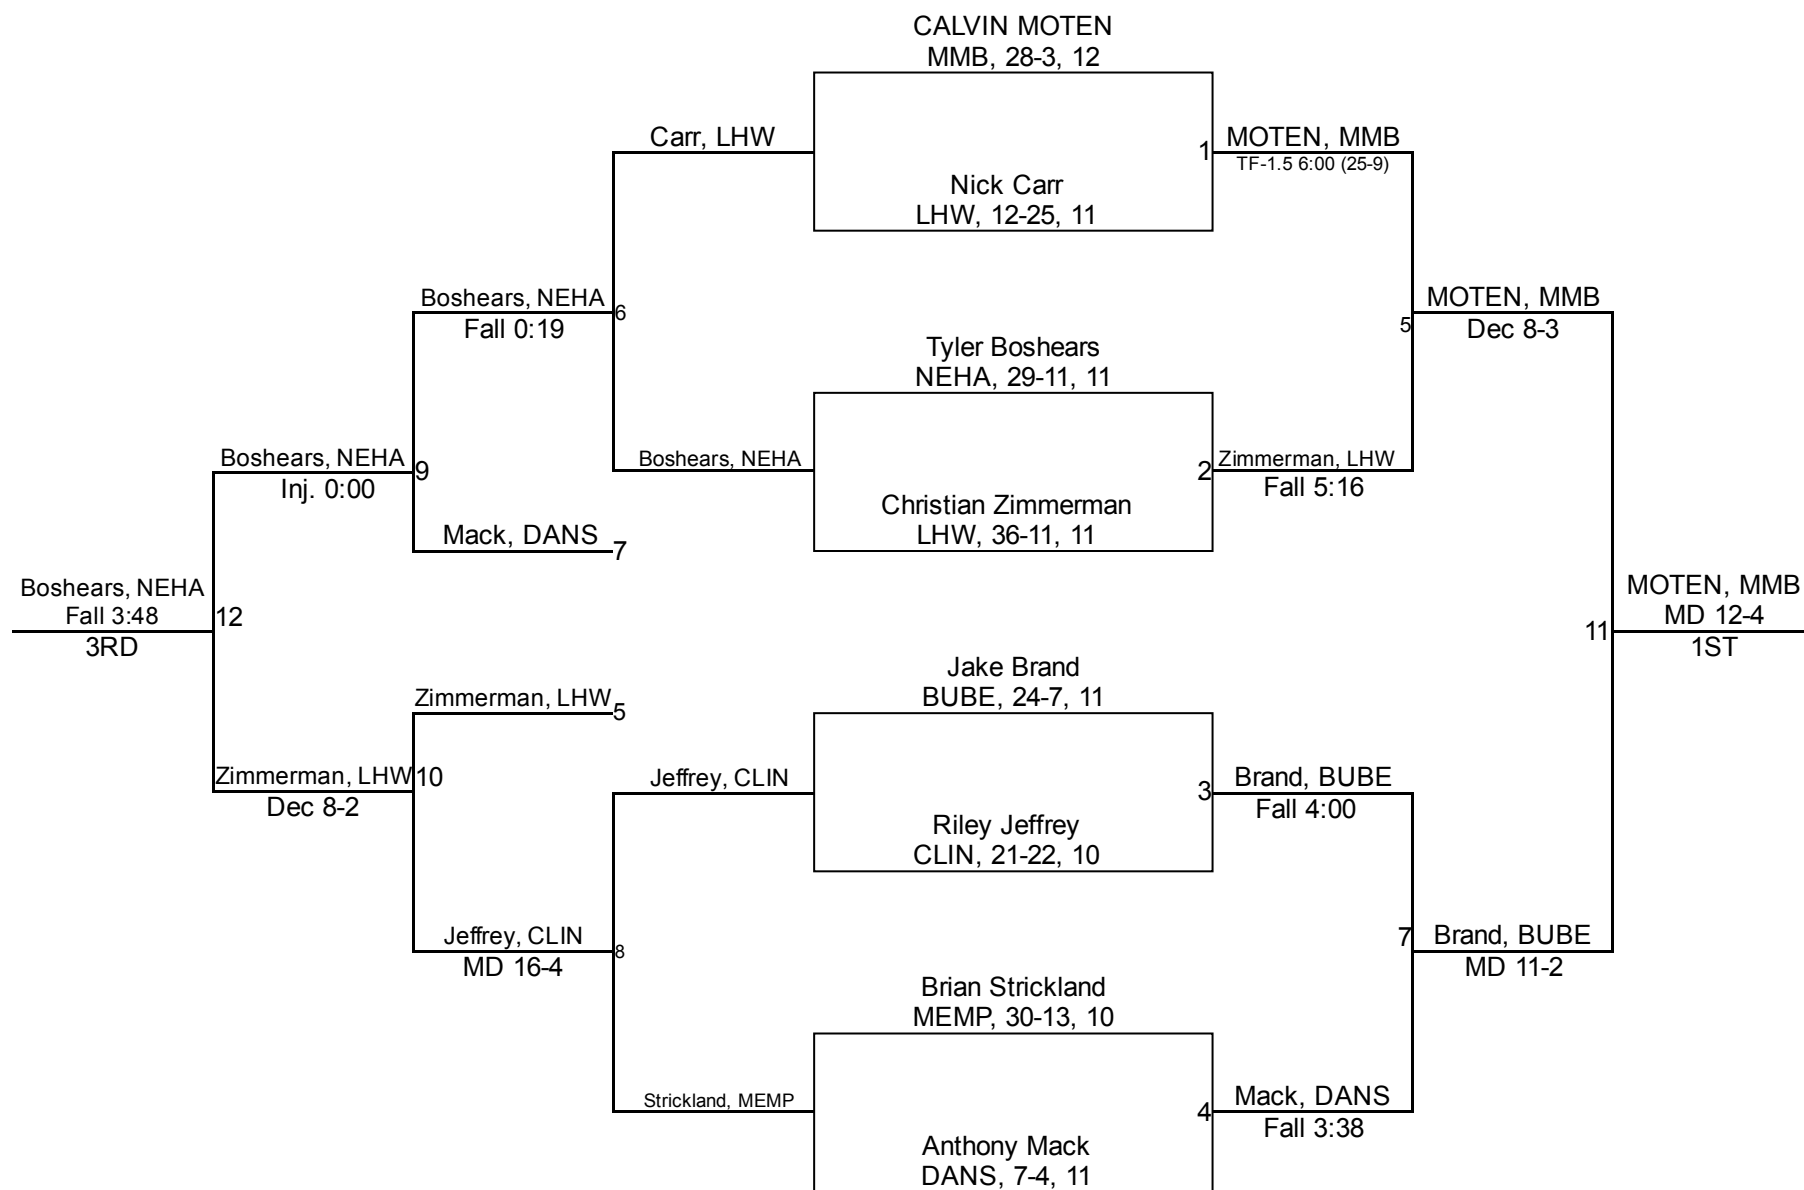 CALVIN MOTEN
MMB, 28-3, 12
Carr, LHW
1
MOTEN, MMB
TF-1.5 6:00 (25-9)
Nick Carr
LHW, 12-25, 11
Boshears, NEHA
Fall 0:19
6
5
MOTEN, MMB
Dec 8-3
Tyler Boshears
NEHA, 29-11, 11
Boshears, NEHA
Inj. 0:00
9
Boshears, NEHA
2
Zimmerman, LHW
Fall 5:16
Christian Zimmerman
LHW, 36-11, 11
Mack, DANS
7
Boshears, NEHA
Fall 3:48
3RD
12
11
MOTEN, MMB
MD 12-4
1ST
Jake Brand
BUBE, 24-7, 11
Zimmerman, LHW
5
Zimmerman, LHW
10
Dec 8-2
Jeffrey, CLIN
3
Brand, BUBE
Fall 4:00
Riley Jeffrey
CLIN, 21-22, 10
Jeffrey, CLIN
MD 16-4
8
7
Brand, BUBE
MD 11-2
Brian Strickland
MEMP, 30-13, 10
Strickland, MEMP
4
Mack, DANS
Fall 3:38
Anthony Mack
DANS, 7-4, 11